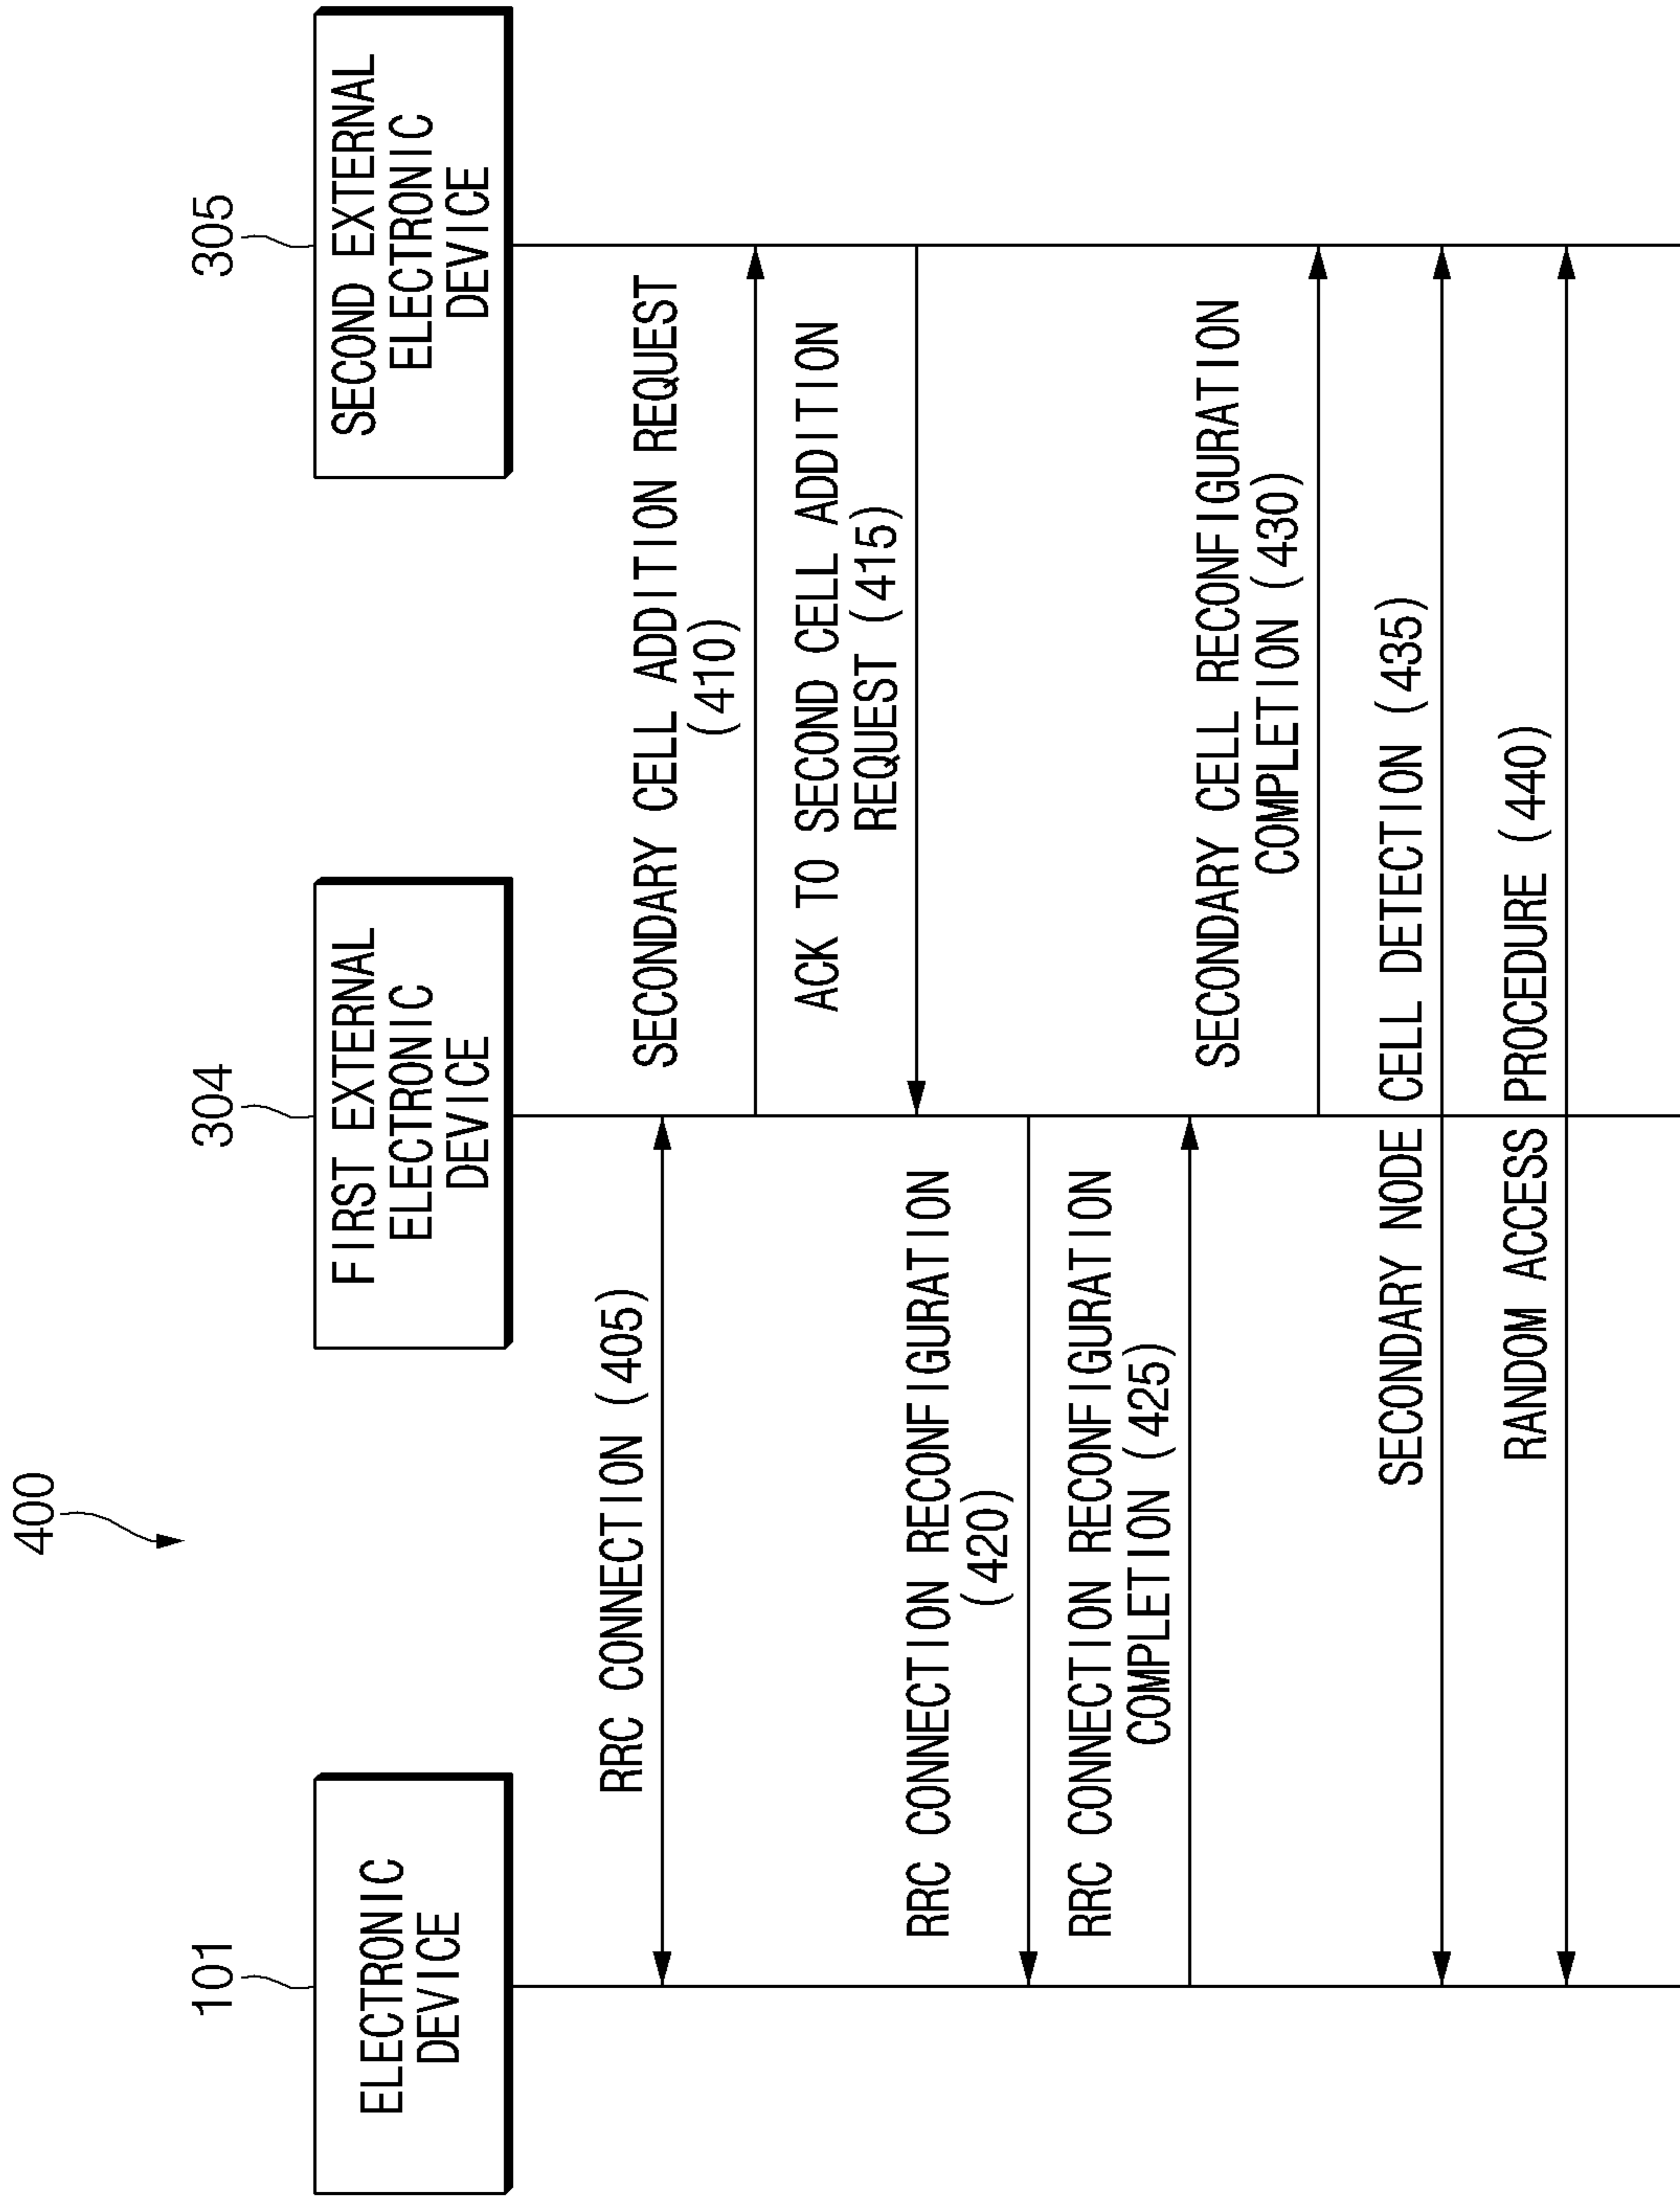 400
101
304
305
ELECTRONIC
DEVICE
FIRST EXTERNAL
ELECTRONIC
DEVICE
SECOND EXTERNAL
ELECTRONIC
DEVICE
RRC CONNECTION (405)
SECONDARY CELL ADDITION REQUEST
(410)
ACK TO SECOND CELL ADDITION
REQUEST (415)
RRC CONNECTION RECONFIGURATION
(420)
RRC CONNECTION RECONFIGURATION
COMPLETION (425)
SECONDARY CELL RECONFIGURATION
COMPLETION (430)
SECONDARY NODE CELL DETECTION (435)
RANDOM ACCESS PROCEDURE (440)